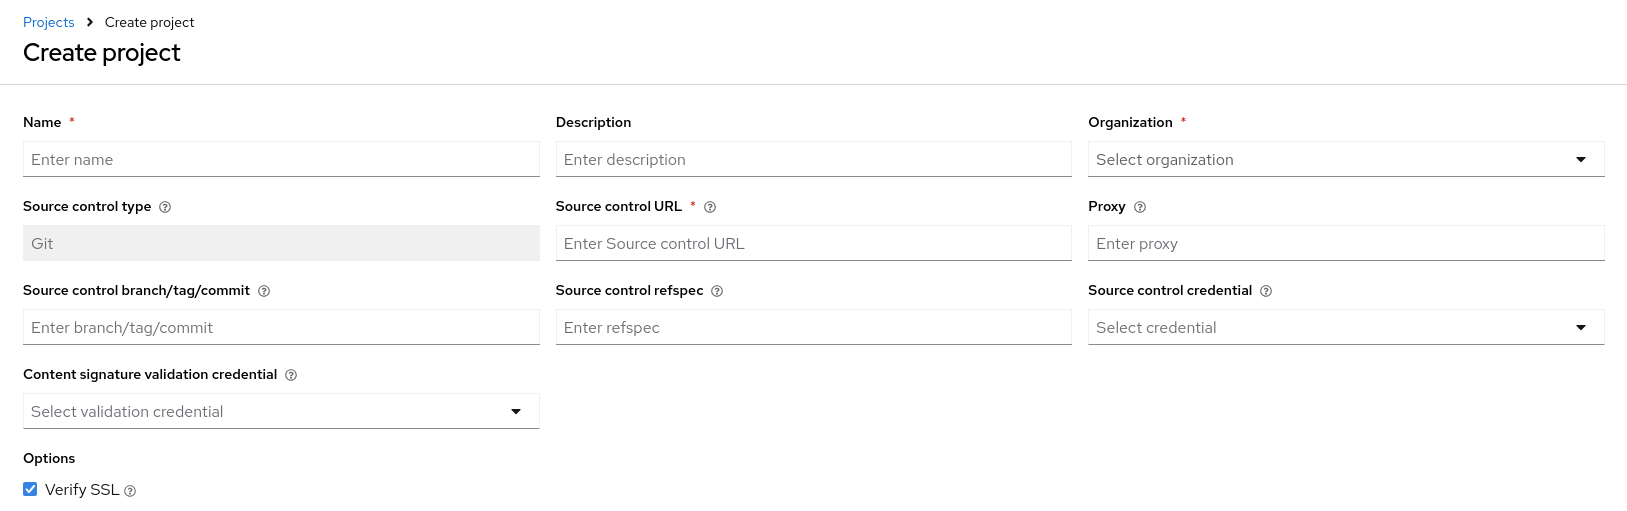 Projects > Create project
Create project
Name * Description Organization *
Enter name Enter description Select organization
Source control type Source control URL * Proxy
Git Enter Source control URL Enter proxy
Source control branch/tag/commit Source control refspec Source control credential
Enter branch/tag/commit Enter refspec Select credential
Content signature validation credential
Select validation credential
Options
Verify SSL